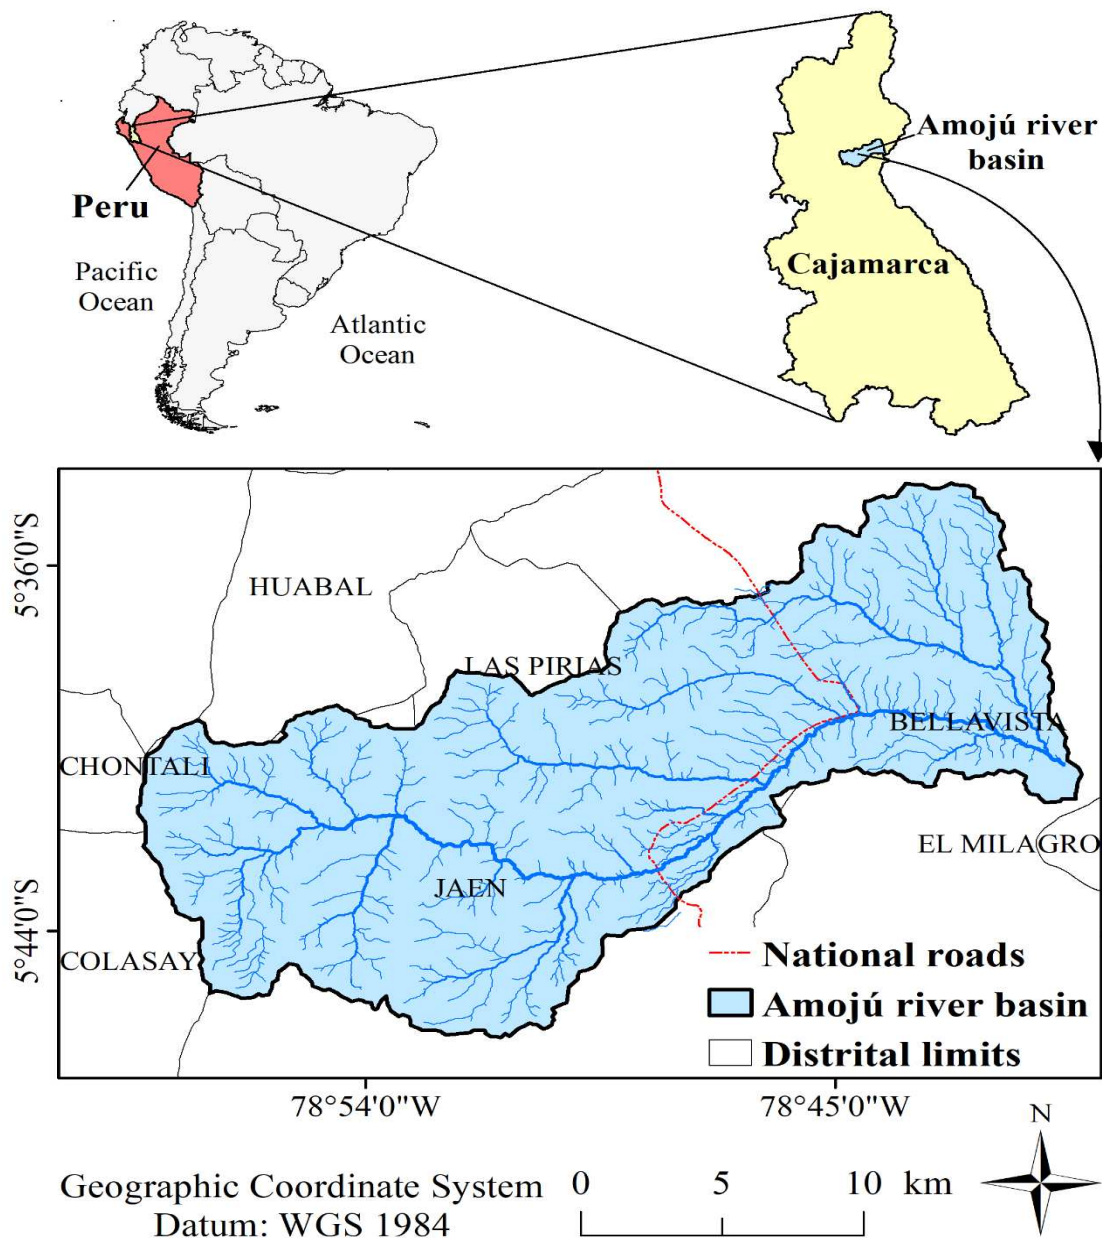 Peru
Pacific
Ocean
Atlantic
Ocean
Amojú river
basin
Cajamarca
5°36'0"S
5°44'0"S
HUABAL
LAS PIRIAS
BELLAVISTA
CHONTALI
EL MILAGRO
JAEN
COLASAY
National roads
Amojú river basin
Distrital limits
78°54'0"W
78°45'0"W
N
Geographic Coordinate System
Datum: WGS 1984
0 5 10 km